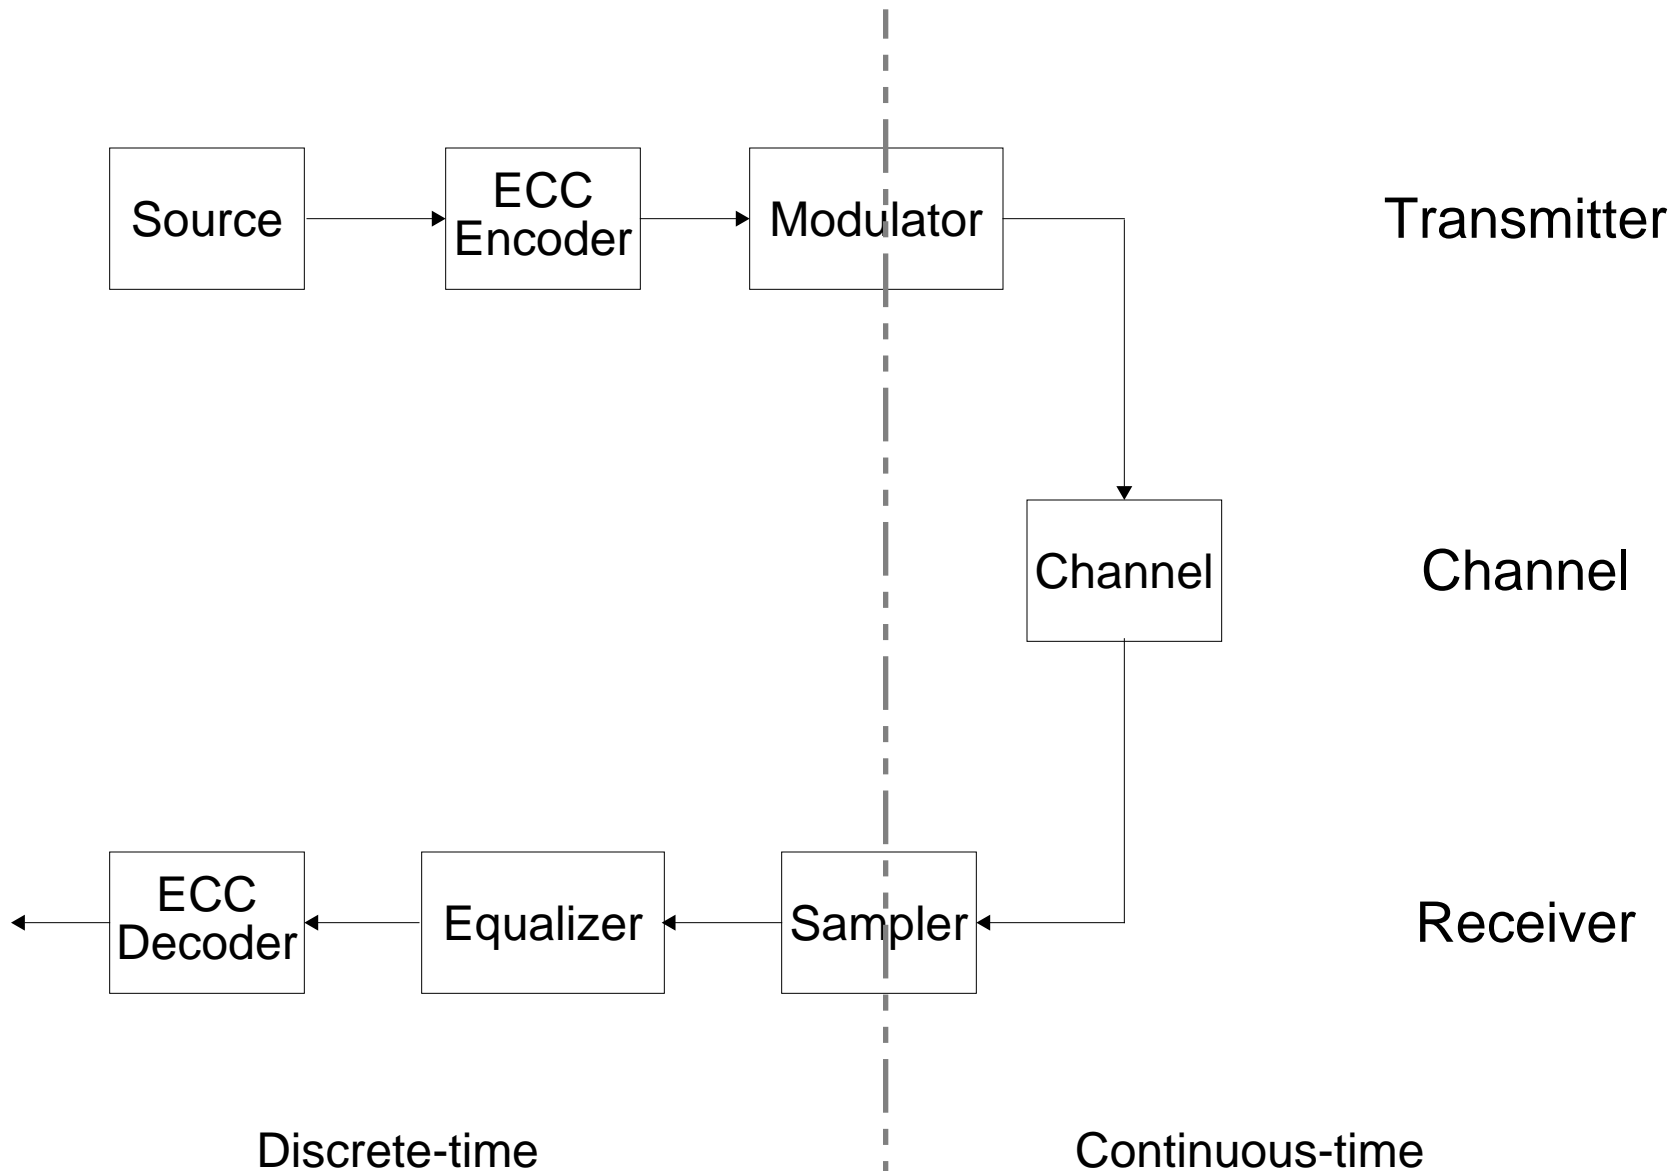 Source
ECC
Encoder
Modulator
Transmitter
Channel
Channel
ECC
Decoder
Equalizer
Sampler
Receiver
Discrete-time
Continuous-time